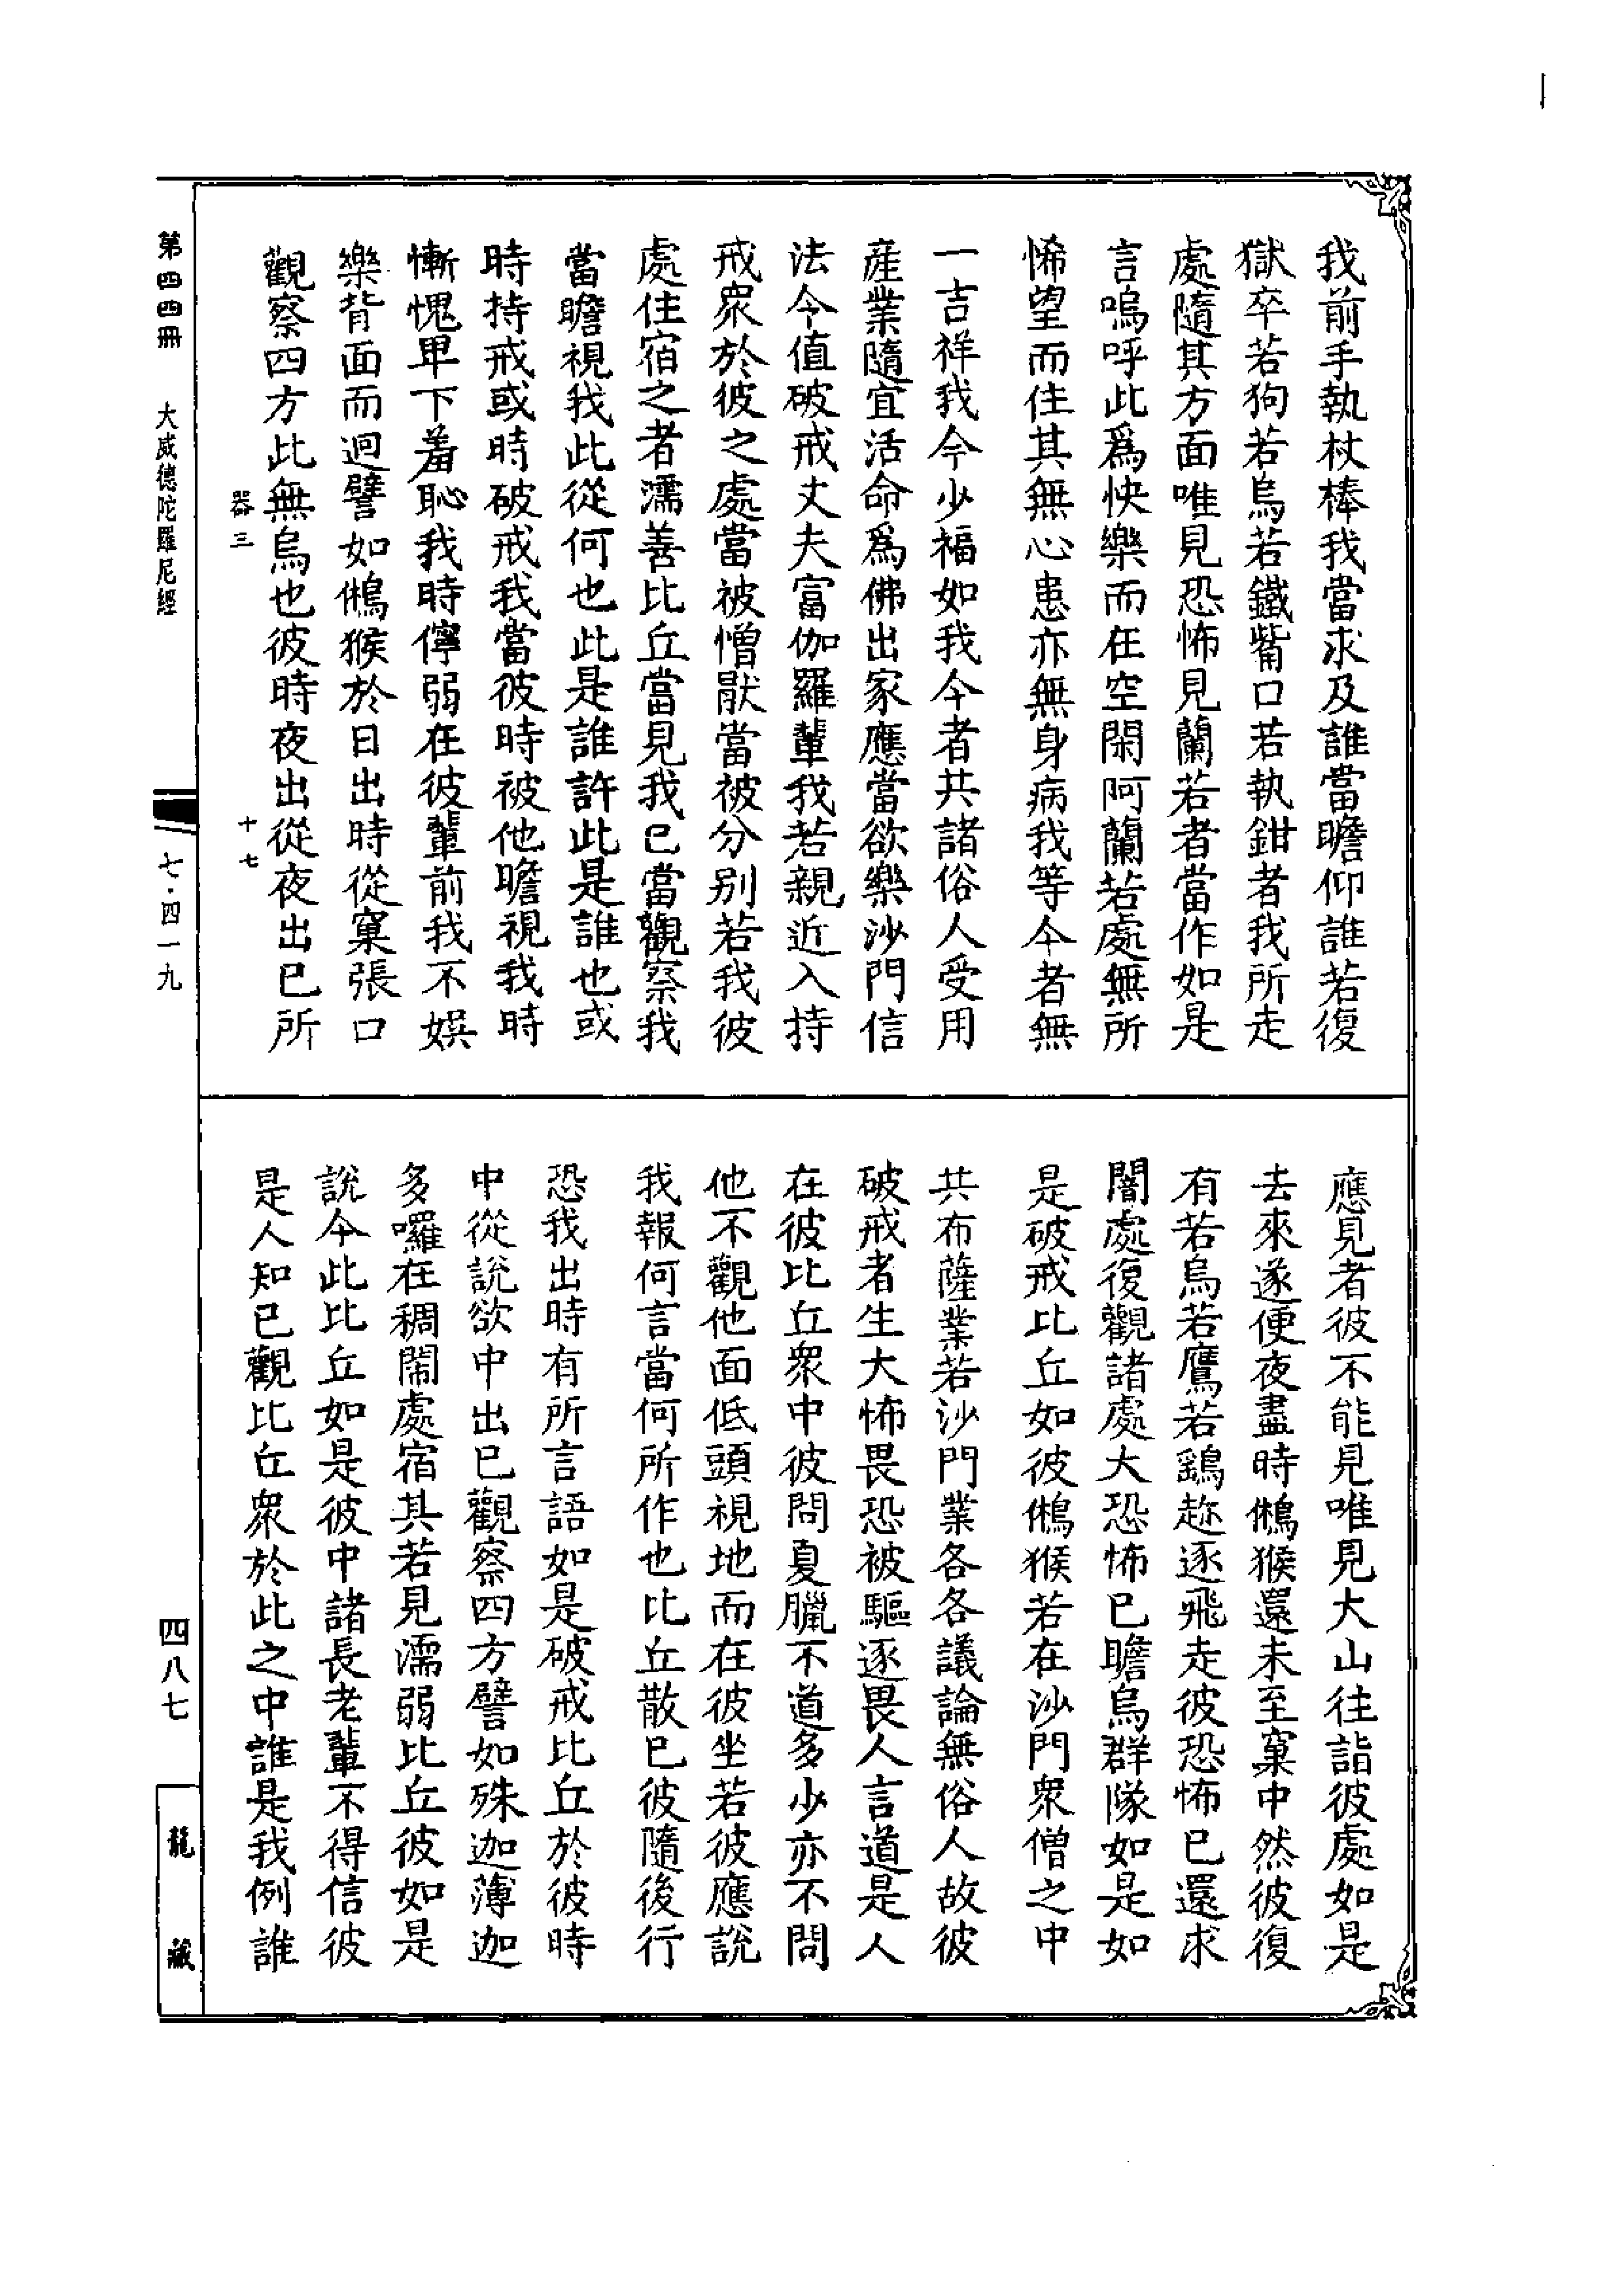 我前手執杖棒我當求及誰當瞻仰誰若復
獄卒若狗若烏若鐵觜口若執鉗者我所走
處隨其方面唯見恐怖見蘭若者當作如是
言嗚呼此爲快樂而在空閑阿蘭若處無所
悕望而住其無心患亦無身病我等今者無
一吉祥我今少福如我今者共諸俗人受用
産業隨宜活命爲佛出家應當欲樂沙門信
法今值破戒丈夫富伽羅輩我若親近入持
戒眾於彼之處當被憎猒當被分别若我彼
處住宿之者濡善比丘當見我已當觀察我
當瞻視我此從何也此是誰許此是誰也或
時持戒或時破戒我當彼時被他瞻視我時
慚愧卑下羞恥我時儜弱在彼輩前我不娛
樂背面而迴譬如鵂猴於日出時從窠張口
觀察四方此無烏也彼時夜出從夜出已所
器三
十七
應見者彼不能見唯見大山往詣彼處如是
去來遂便夜盡時鵂猴還未至窠中然彼復
有若烏若鷹若鷂趂逐飛走彼恐怖已還求
闇處復觀諸處大恐怖已瞻烏群隊如是如
是破戒比丘如彼鵂猴若在沙門衆僧之中
共布薩業若沙門業各各議論無俗人故彼
破戒者生大怖畏恐被驅逐畏人言道是人
在彼比丘衆中彼問夏臘不道多少亦不問
他不觀他面低頭視地而在彼坐若彼應說
我報何言當何所作也比丘散已彼隨後行
恐我出時有所言語如是破戒比丘於彼時
中從說欲中出已觀察四方譬如殊迦薄迦
多囉在稠鬧處宿其若見濡弱比丘彼如是
說今此比丘如是彼中諸長老輩不得信彼
是人知已觀比丘衆於此之中誰是我例誰
第四四冊
大威德陀羅尼經
七·四一九
四八七
龍藏